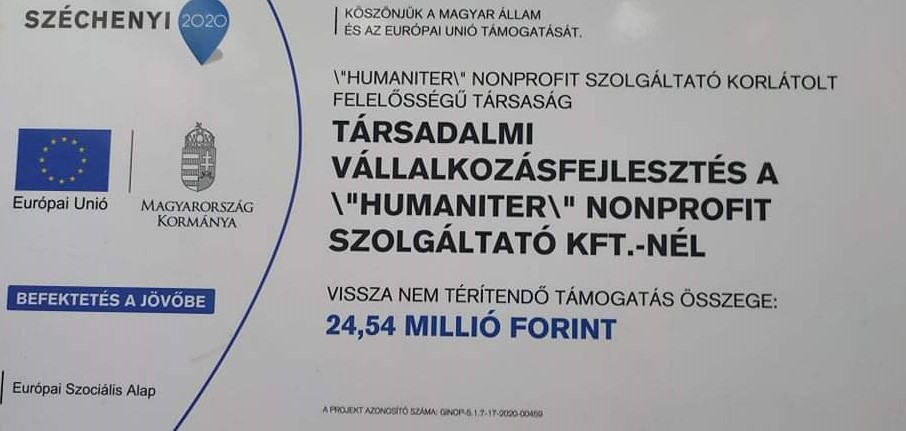 SZÉCHENYI 2020
KÖSZÖNJÜK A MAGYAR ÁLLAM
ÉS AZ EURÓPAI UNIÓ TÁMOGATÁSÁT.
\"HUMANITER\" NONPROFIT SZOLGÁLTATÓ KORLÁTOLT
FELELŐSSÉGŰ TÁRSASÁG
TÁRSADALMI
VÁLLALKOZÁSFEJLESZTÉS A
\"HUMANITER\" NONPROFIT
SZOLGÁLTATÓ KFT.-NÉL
VISSZA NEM TÉRÍTENDŐ TÁMOGATÁS ÖSSZEGE:
24,54 MILLIÓ FORINT
A PROJEKT AZONOSÍTÓ SZÁMA: GINOP-5.1.7-17-2020-00459
Európai Unió
MAGYARORSZÁG
KORMÁNYA
BEFEKTETÉS A JÖVŐBE
Európai Szociális Alap